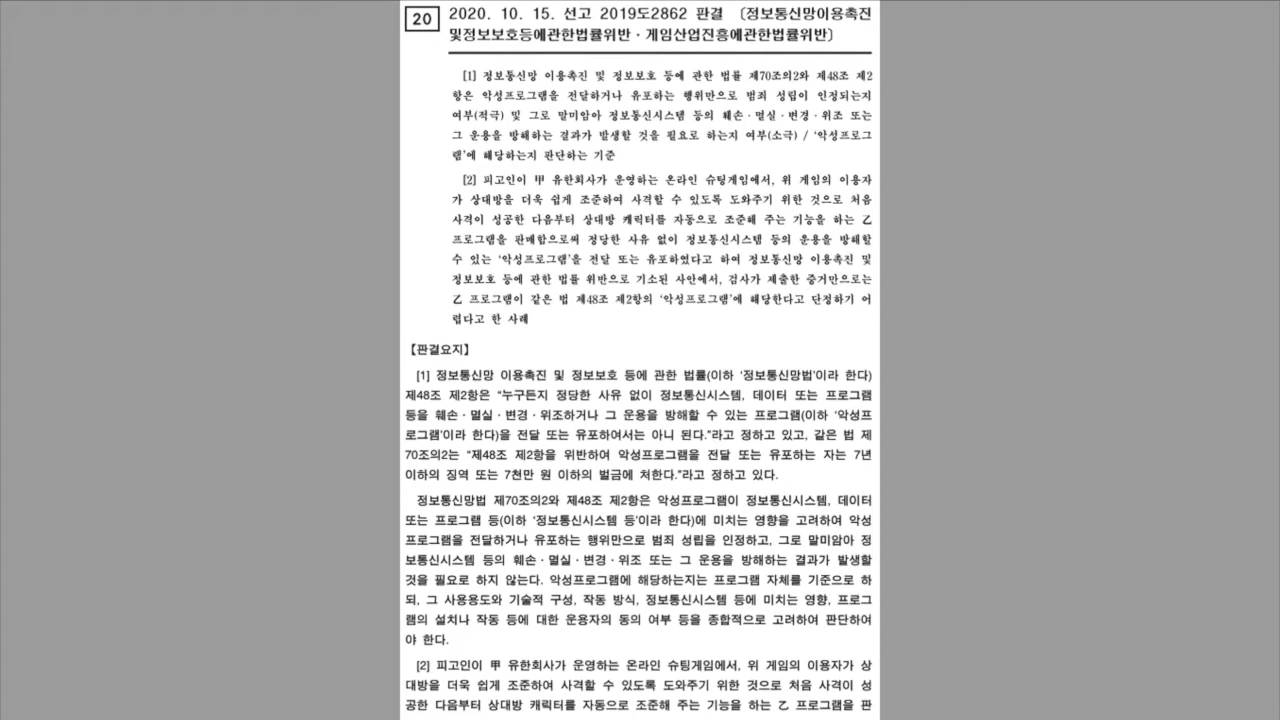 20
2020. 10. 15. 선고 2019도2862 판결 〔정보통신망이용촉진
및정보보호등에관한법률위반 · 게임산업진흥에관한법률위반〕
[1] 정보통신망 이용촉진 및 정보보호 등에 관한 법률 제70조의2와 제48조 제2
항은 악성프로그램을 전달하거나 유포하는 행위만으로 범죄 성립이 인정되는지
여부(적극) 및 그로 말미암아 정보통신시스템 등의 훼손 · 멸실 · 변경 · 위조 또는
그 운용을 방해하는 결과가 발생할 것을 필요로 하는지 여부(소극) / ‘악성프로그
램’에 해당하는지 판단하는 기준
[2] 피고인이 甲 유한회사가 운영하는 온라인 슈팅게임에서, 위 게임의 이용자
가 상대방을 더욱 쉽게 조준하여 사격할 수 있도록 도와주기 위한 것으로 처음
사격이 성공한 다음부터 상대방 캐릭터를 자동으로 조준해 주는 기능을 하는 乙
프로그램을 판매함으로써 정당한 사유 없이 정보통신시스템 등의 운용을 방해할
수 있는 ‘악성프로그램’을 전달 또는 유포하였다고 하여 정보통신망 이용촉진 및
정보보호 등에 관한 법률 위반으로 기소된 사안에서, 검사가 제출한 증거만으로는
乙 프로그램이 같은 법 제48조 제2항의 ‘악성프로그램’에 해당한다고 단정하기 어
렵다고 한 사례
【판결요지】
[1] 정보통신망 이용촉진 및 정보보호 등에 관한 법률(이하 ‘정보통신망법’이라 한다)
제48조 제2항은 “누구든지 정당한 사유 없이 정보통신시스템, 데이터 또는 프로그램
등을 훼손 · 멸실 · 변경 · 위조하거나 그 운용을 방해할 수 있는 프로그램(이하 ‘악성프
로그램’이라 한다)을 전달 또는 유포하여서는 아니 된다.”라고 정하고 있고, 같은 법 제
70조의2는 “제48조 제2항을 위반하여 악성프로그램을 전달 또는 유포하는 자는 7년
이하의 징역 또는 7천만 원 이하의 벌금에 처한다.”라고 정하고 있다.
정보통신망법 제70조의2와 제48조 제2항은 악성프로그램이 정보통신시스템, 데이터
또는 프로그램 등(이하 ‘정보통신시스템 등’이라 한다)에 미치는 영향을 고려하여 악성
프로그램을 전달하거나 유포하는 행위만으로 범죄 성립을 인정하고, 그로 말미암아 정
보통신시스템 등의 훼손 · 멸실 · 변경 · 위조 또는 그 운용을 방해하는 결과가 발생할
것을 필요로 하지 않는다. 악성프로그램에 해당하는지는 프로그램 자체를 기준으로 하
되, 그 사용용도와 기술적 구성, 작동 방식, 정보통신시스템 등에 미치는 영향, 프로그
램의 설치나 작동 등에 대한 운용자의 동의 여부 등을 종합적으로 고려하여 판단하여
야 한다.
[2] 피고인이 甲 유한회사가 운영하는 온라인 슈팅게임에서, 위 게임의 이용자가 상
대방을 더욱 쉽게 조준하여 사격할 수 있도록 도와주기 위한 것으로 처음 사격이 성
공한 다음부터 상대방 캐릭터를 자동으로 조준해 주는 기능을 하는 乙 프로그램을 판